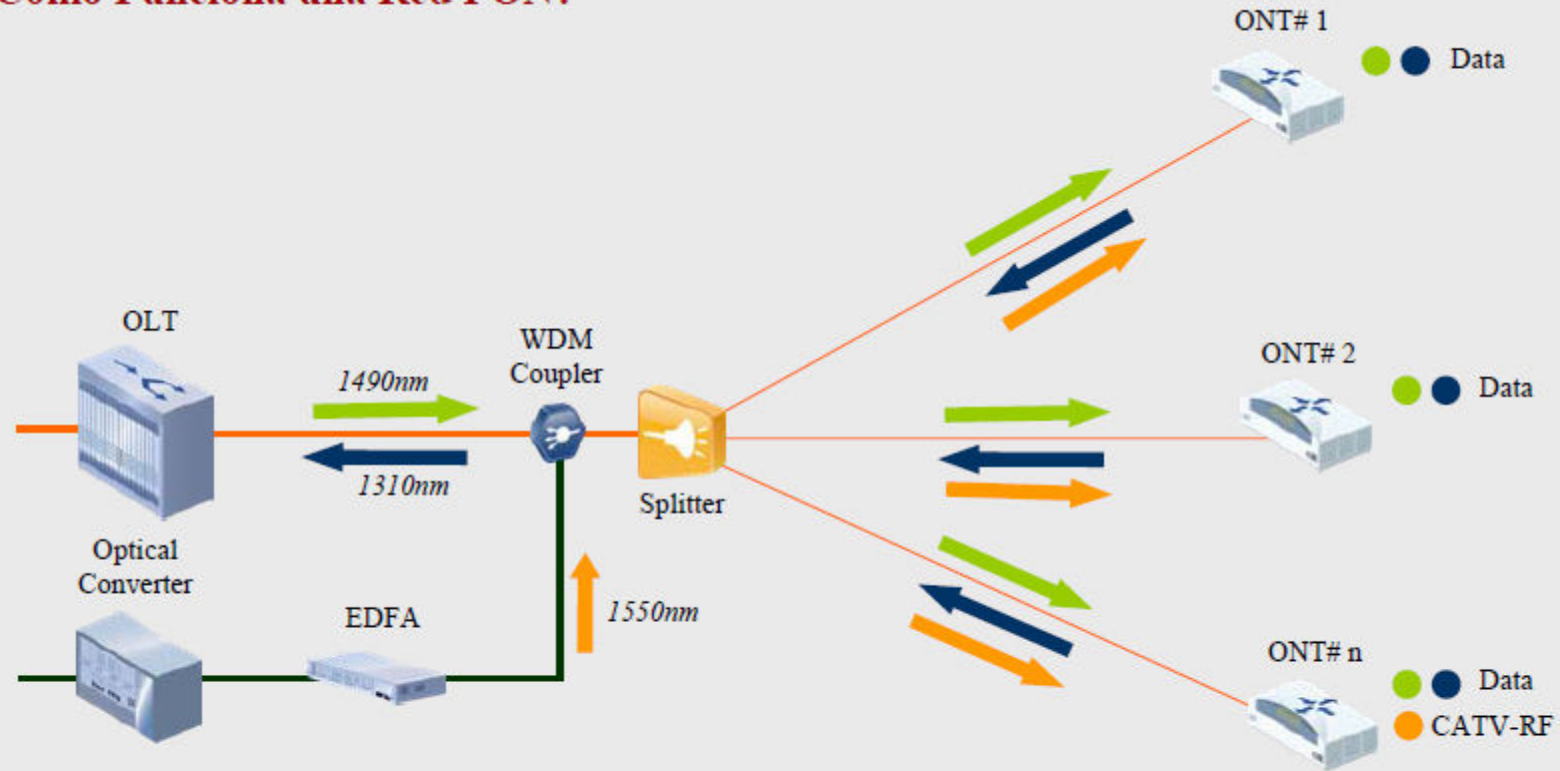 ONT# 1
Data
OLT
WDM
Coupler
1490nm
1310nm
Splitter
ONT# 2
Data
Optical
Converter
EDFA
1550nm
ONT# n
Data
CATV-RF